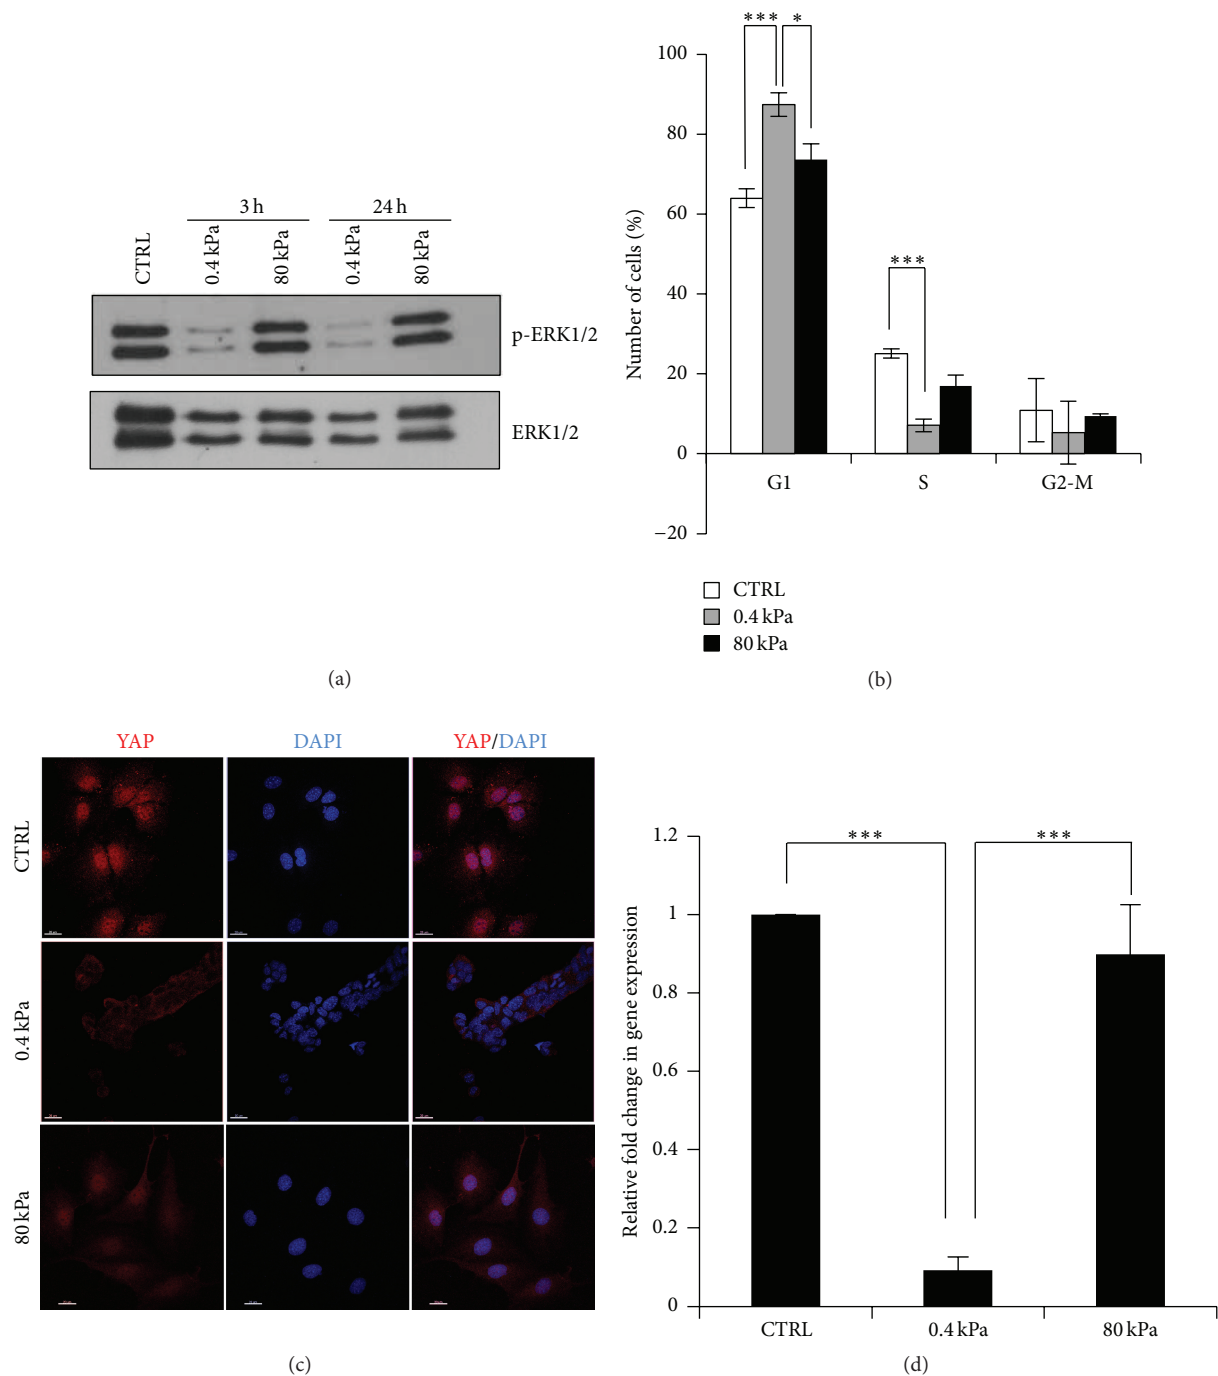 3 h 24 h
CTRL 0.4 kPa 80 kPa 0.4 kPa 80 kPa
p-ERK1/2
ERK1/2
(a)
*** *
100
80
60
40
20
0
−20
Number of cells (%)
***
G1 S G2-M
CTRL
0.4 kPa
80 kPa
(b)
YAP DAPI YAP/DAPI
CTRL
0.4 kPa
80 kPa
(c)
1.2
1
0.8
0.6
0.4
0.2
0
Relative fold change in gene expression
*** ***
CTRL 0.4 kPa 80 kPa
(d)